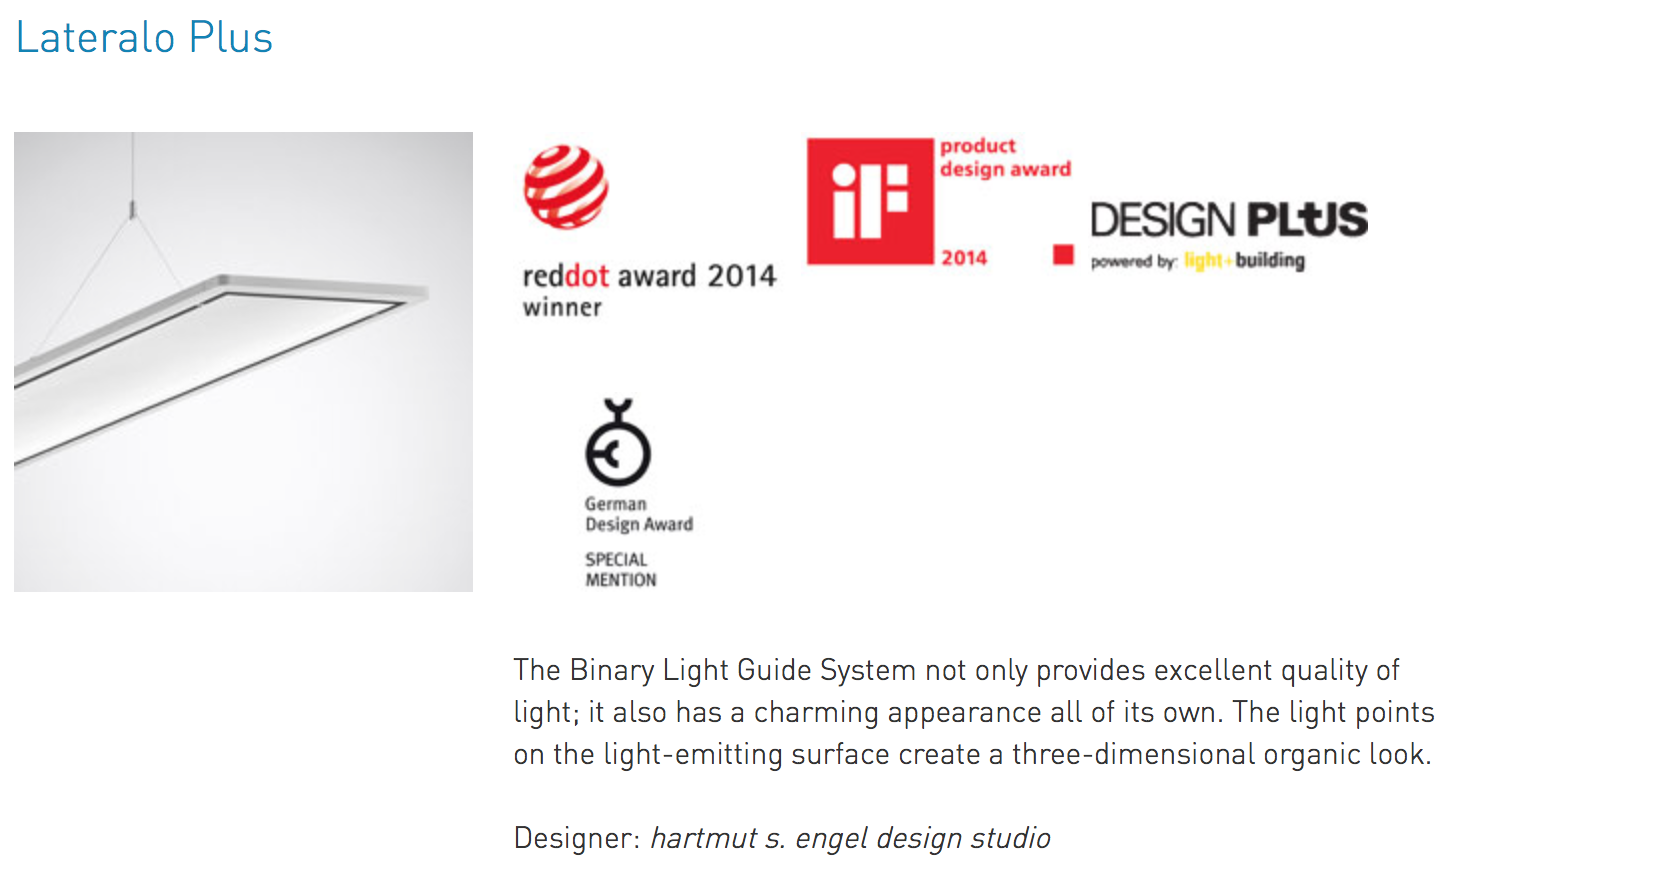 Lateralo Plus
reddot award 2014
winner
iF
product
design award
2014
DESIGN PLUS
powered by: light+building
German
Design Award
SPECIAL
MENTION
The Binary Light Guide System not only provides excellent quality of
light; it also has a charming appearance all of its own. The light points
on the light-emitting surface create a three-dimensional organic look.
Designer: hartmut s. engel design studio